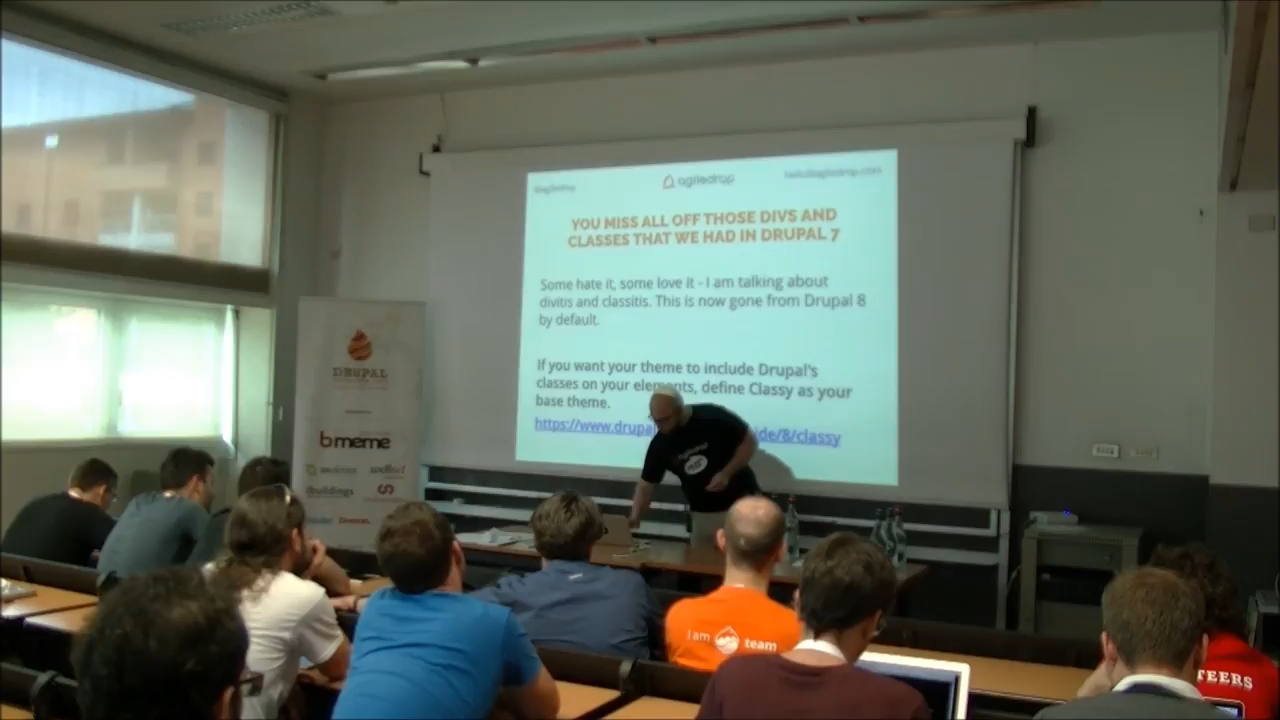 agiledrop
hello@agiledrop.com
YOU MISS ALL OFF THOSE DIVS AND
CLASSES THAT WE HAD IN DRUPAL 7
Some hate it, some love it - I am talking about
divitis and classitis. This is now gone from Drupal 8
by default.
If you want your theme to include Drupal's
classes on your elements, define Classy as your
base theme.
https://www.drupal ide/8/classy
DRUPAL
bmeme
I am team
TEERS